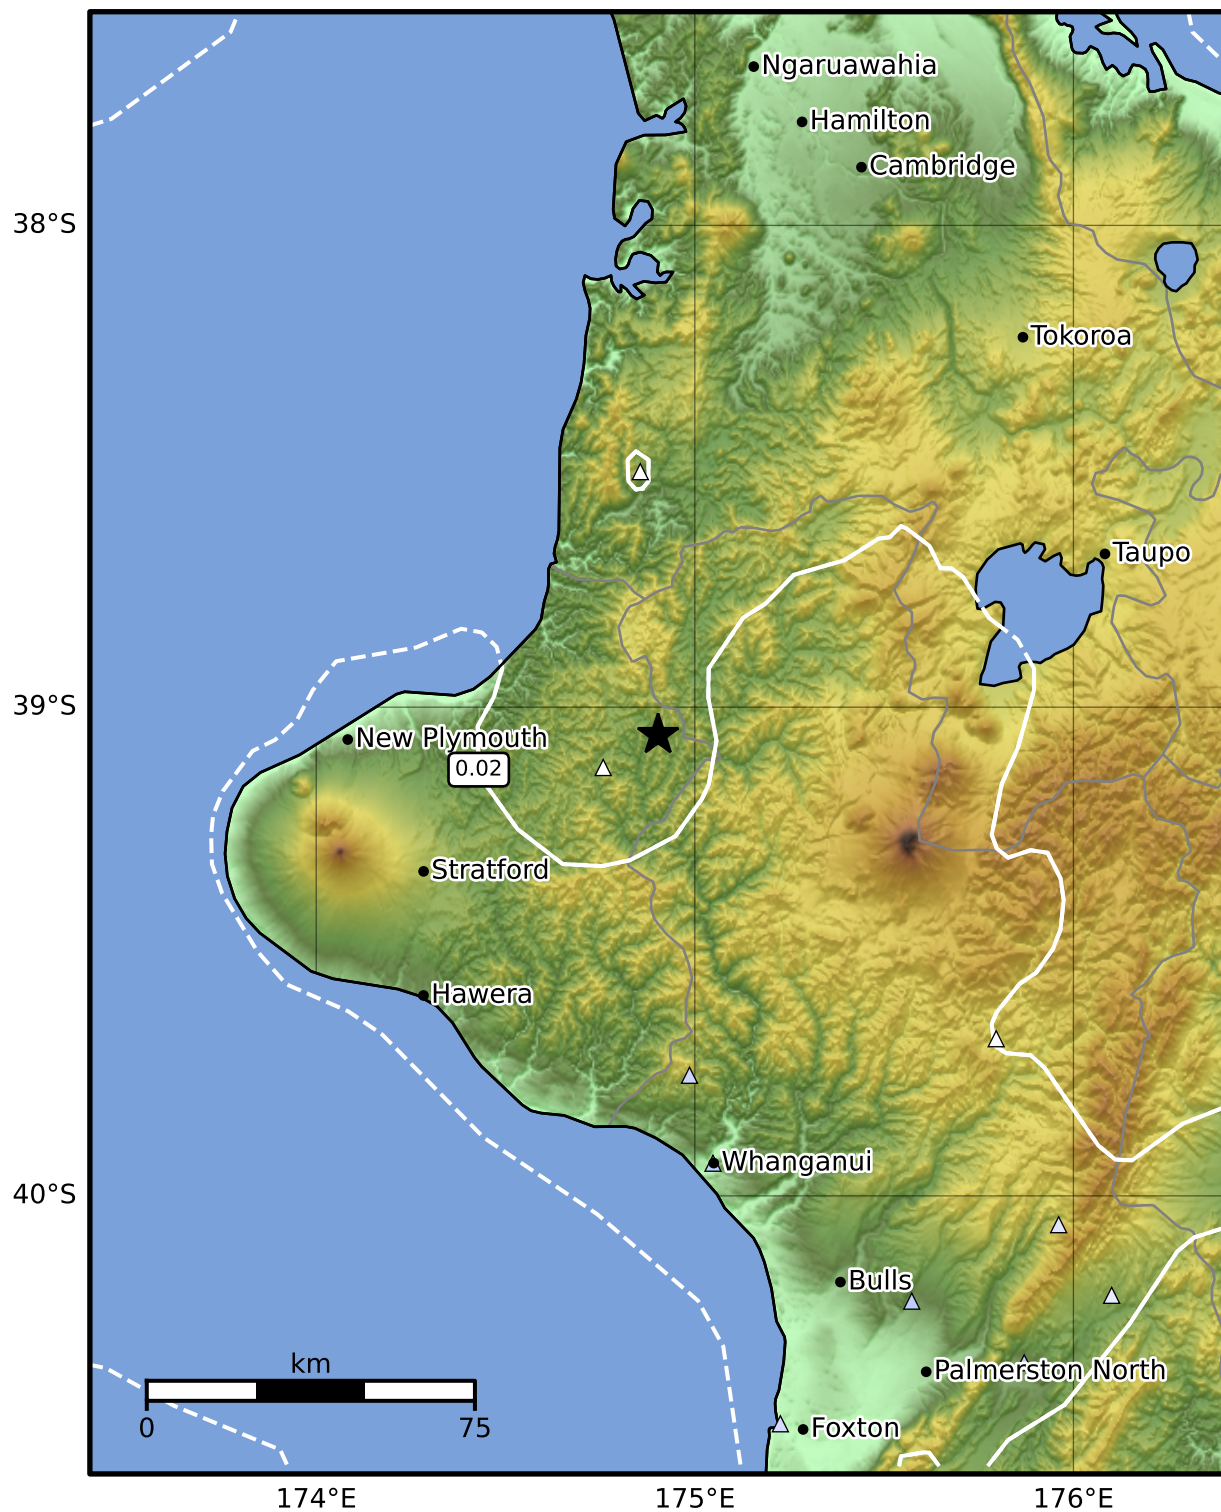 Ngaruawahia
Hamilton
Cambridge
38°S
Tokoroa
Taupo
39°S
New Plymouth
0.02
Stratford
Hawera
Whanganui
40°S
Bulls
km
Palmerston North
0
75
Foxton
174°E
175°E
176°E